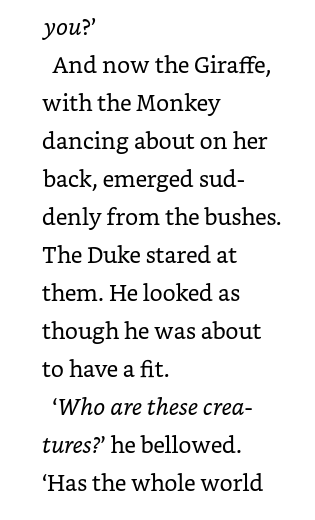 you?’
And now the Giraffe,
with the Monkey
dancing about on her
back, emerged sud-
denly from the bushes.
The Duke stared at
them. He looked as
though he was about
to have a fit.
‘Who are these crea-
tures?’ he bellowed.
‘Has the whole world